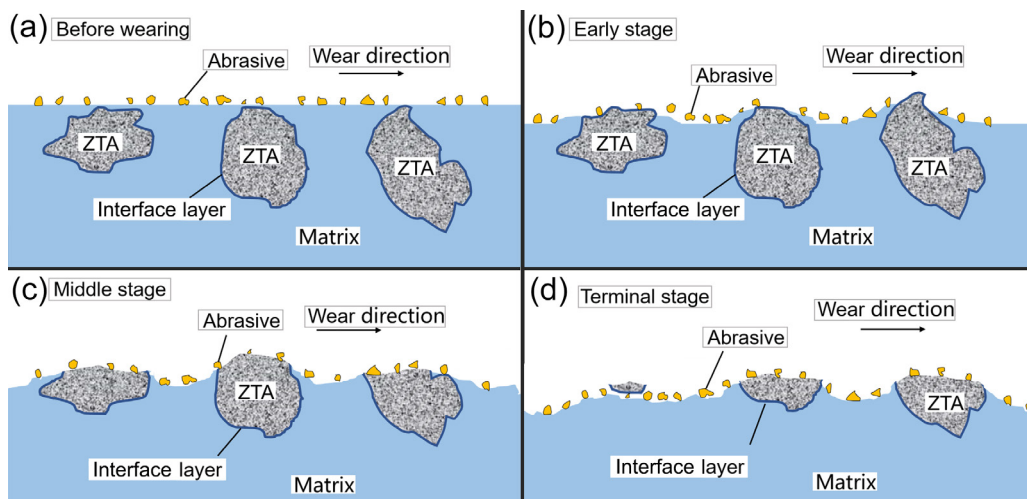 (a) Before wearing
Abrasive
Wear direction
ZTA
ZTA
ZTA
Interface layer
Matrix
(b) Early stage
Abrasive
Wear direction
ZTA
ZTA
ZTA
Interface layer
Matrix
(c) Middle stage
Abrasive
Wear direction
ZTA
Interface layer
Matrix
(d) Terminal stage
Abrasive
Wear direction
ZTA
Interface layer
Matrix